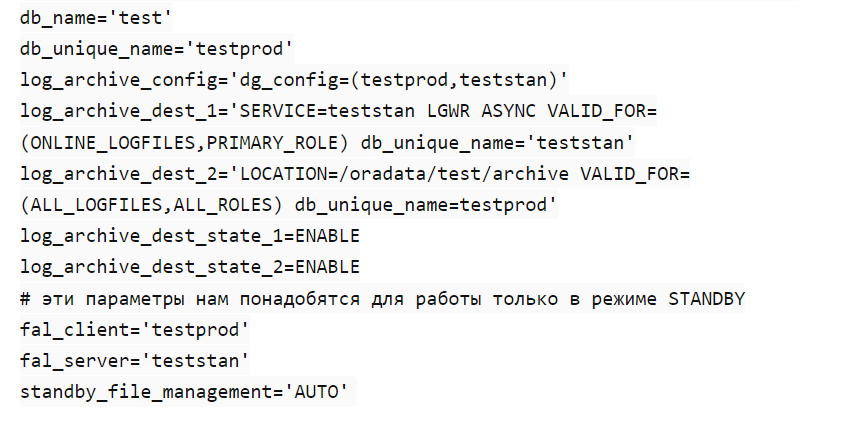 db_name='test'
db_unique_name='testprod'
log_archive_config='dg_config=(testprod,teststan)'
log_archive_dest_1='SERVICE=teststan LGWR ASYNC VALID_FOR=
(ONLINE_LOGFILES,PRIMARY_ROLE) db_unique_name='teststan'
log_archive_dest_2='LOCATION=/oradata/test/archive VALID_FOR=
(ALL_LOGFILES,ALL_ROLES) db_unique_name=testprod'
log_archive_dest_state_1=ENABLE
log_archive_dest_state_2=ENABLE
# эти параметры нам понадобятся для работы только в режиме STANDBY
fal_client='testprod'
fal_server='teststan'
standby_file_management='AUTO'